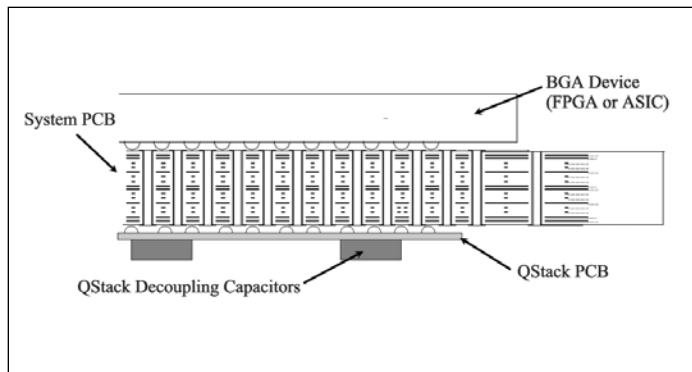 BGA Device
(FPGA or ASIC)
System PCB
QStack PCB
QStack Decoupling Capacitors